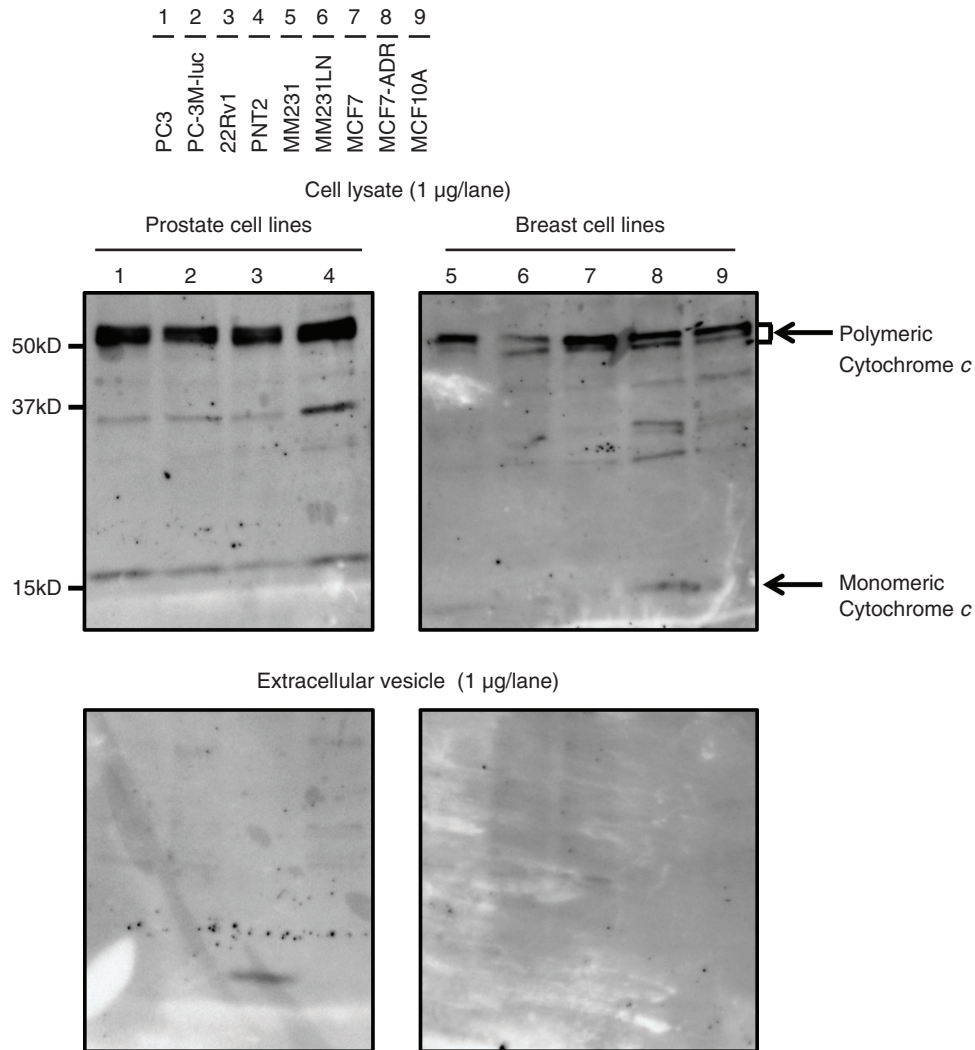 1 2 3 4 5 6 7 8 9
PC3
PC-3M-luc
22Rv1
PNT2
MM231
MM231LN
MCF7
MCF7-ADR
MCF10A
Cell lysate (1 µg/lane)
Prostate cell lines
Breast cell lines
1 2 3 4
5 6 7 8 9
50kD
37kD
15kD
Polymeric
Cytochrome c
Monomeric
Cytochrome c
Extracellular vesicle (1 µg/lane)